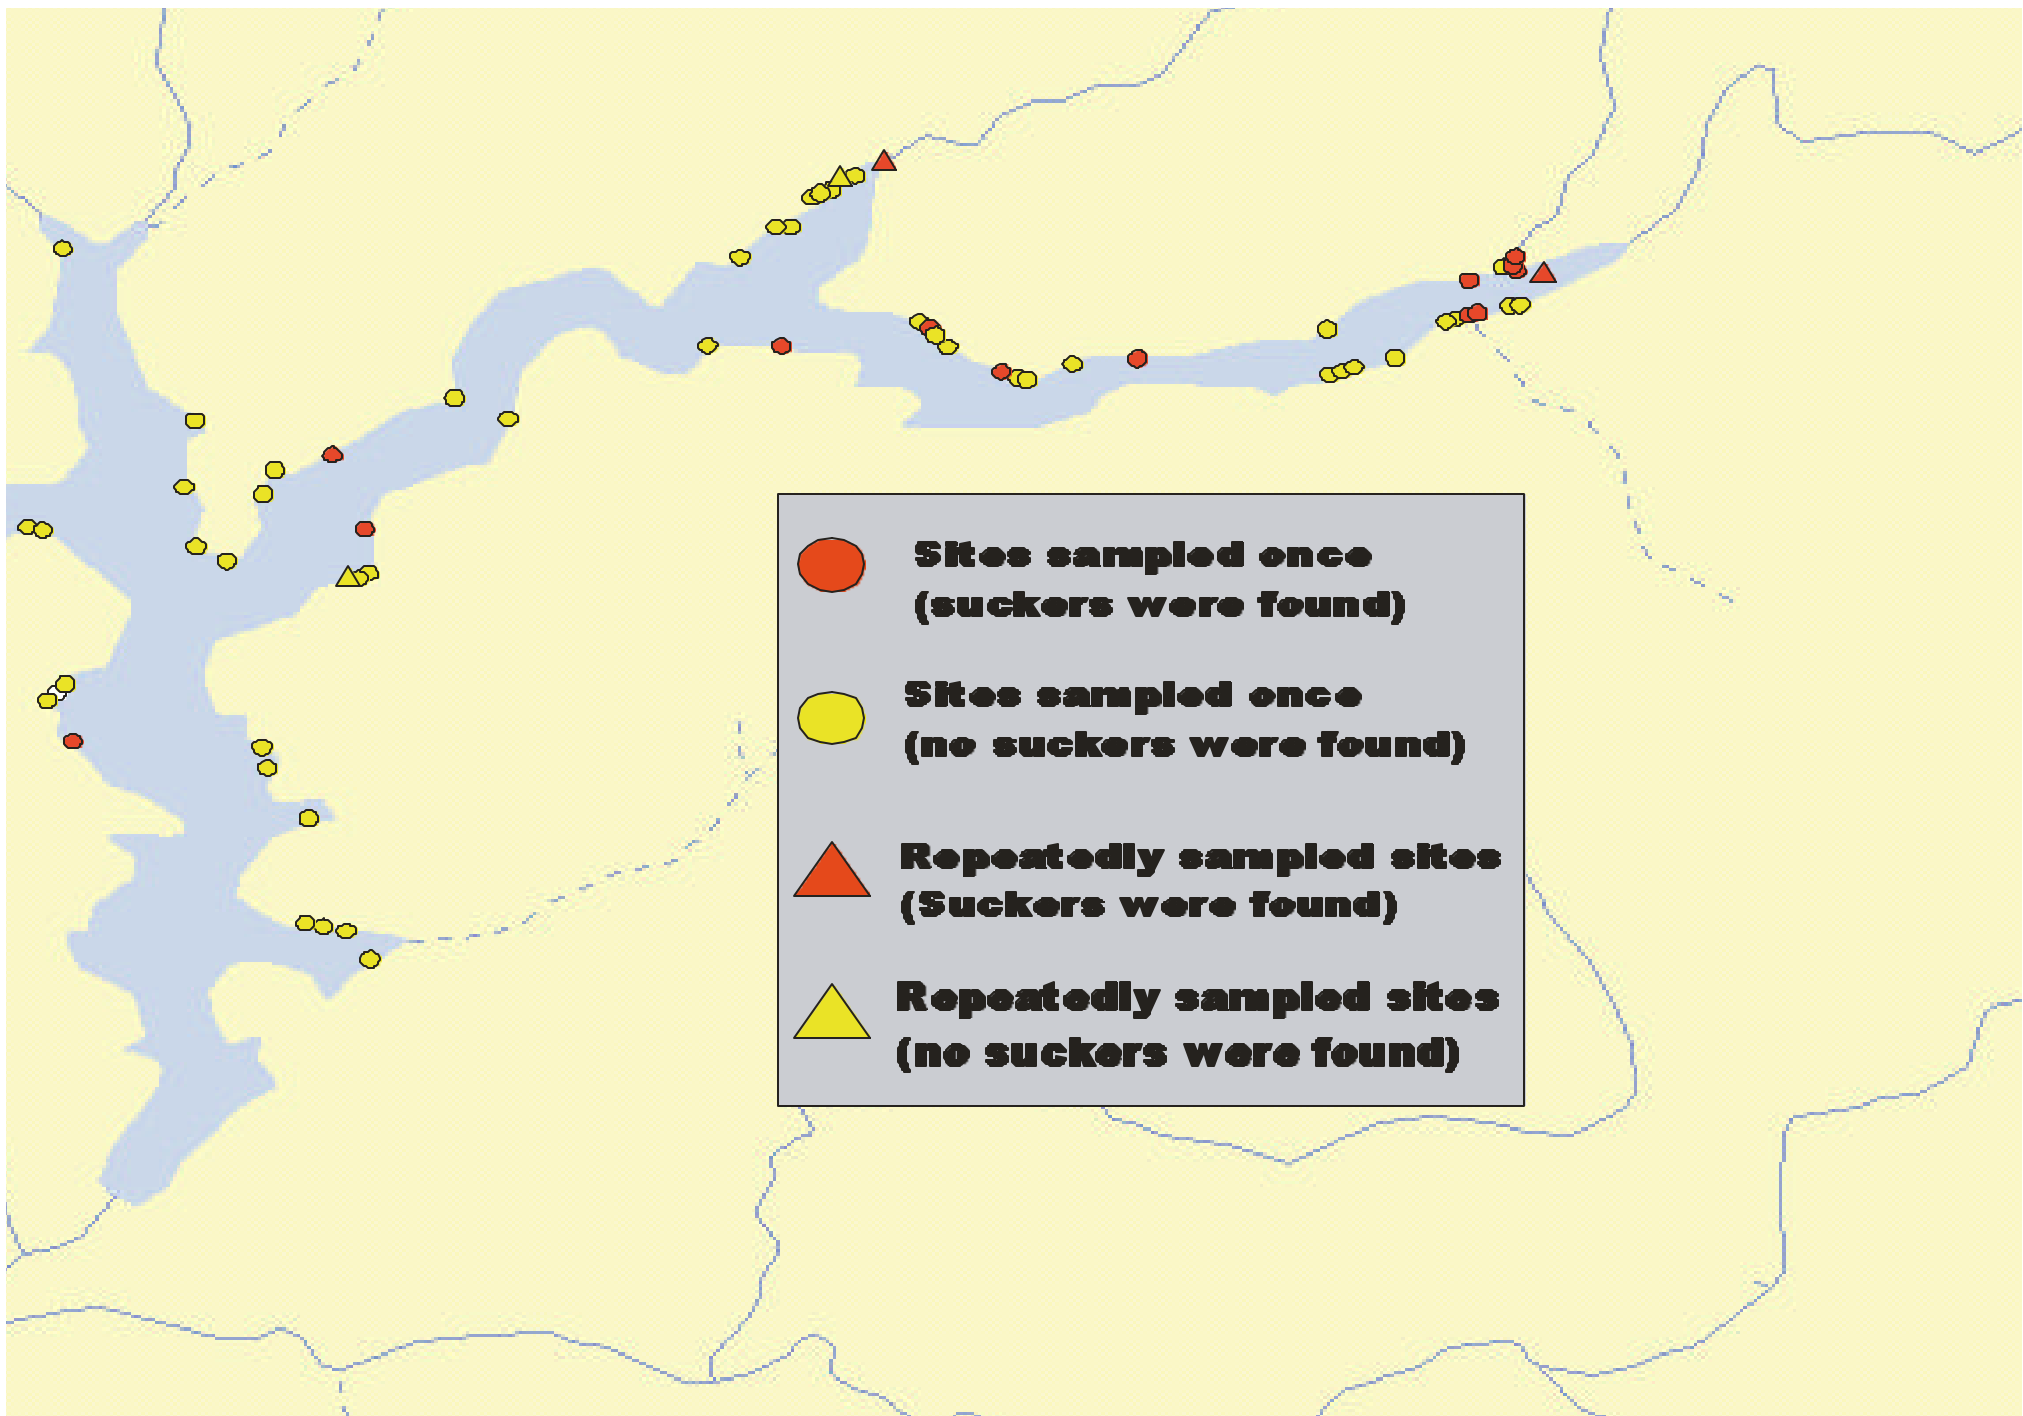 Sites sampled once
(suckers were found)
Sites sampled once
(no suckers were found)
Repeatedly sampled sites
(Suckers were found)
Repeatedly sampled sites
(no suckers were found)